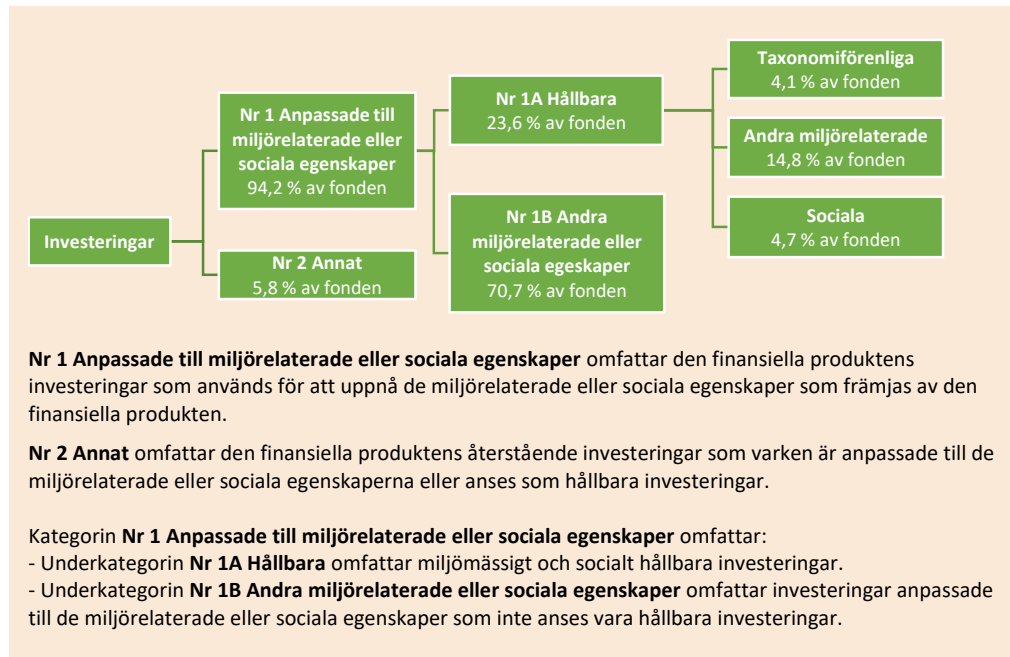 Investeringar
Nr 1 Anpassade till
miljörelaterade eller
sociala egenskaper
94,2 % av fonden
Nr 2 Annat
5,8 % av fonden
Nr 1A Hållbara
23,6 % av fonden
Nr 1B Andra
miljörelaterade eller
sociala egeskaper
70,7 % av fonden
Taxonomiförenliga
4,1 % av fonden
Andra miljörelaterade
14,8 % av fonden
Sociala
4,7 % av fonden
Nr 1 Anpassade till miljörelaterade eller sociala egenskaper omfattar den finansiella produktens
investeringar som används för att uppnå de miljörelaterade eller sociala egenskaper som främjas av den
finansiella produkten.
Nr 2 Annat omfattar den finansiella produktens återstående investeringar som varken är anpassade till de
miljörelaterade eller sociala egenskaperna eller anses som hållbara investeringar.
Kategorin Nr 1 Anpassade till miljörelaterade eller sociala egenskaper omfattar:
- Underkategorin Nr 1A Hållbara omfattar miljömässigt och socialt hållbara investeringar.
- Underkategorin Nr 1B Andra miljörelaterade eller sociala egenskaper omfattar investeringar anpassade
till de miljörelaterade eller sociala egenskaper som inte anses vara hållbara investeringar.